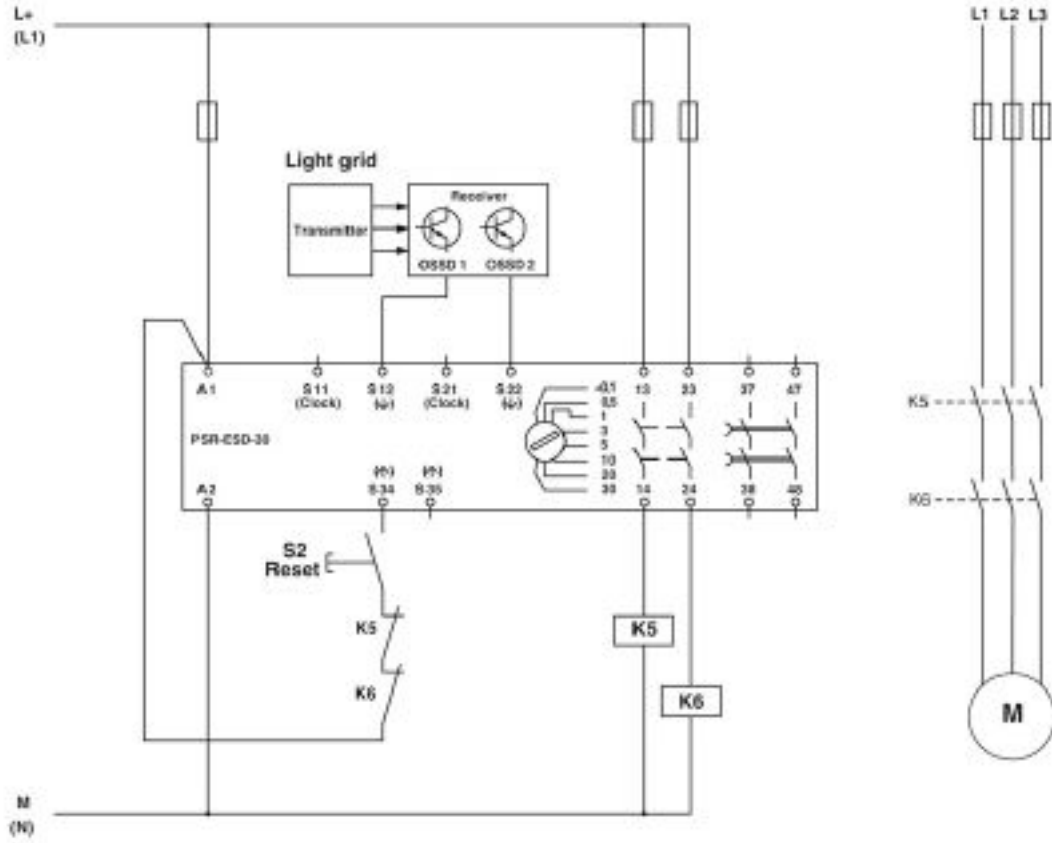 L+
(L1)
L1 L2 L3
Light grid
Receiver
Transmitter
OSSD 1 OSSD 2
A1 S11 S12 S21 S22 13 23 37 47
(Clock) (Clock)
0,1
0,5
1
3
5
10
20
30
PSR-ESD-30
A2 S34 S35 14 24 38 48
K5
K6
S2
Reset
K5
K6
K5
K6
M
M
(N)